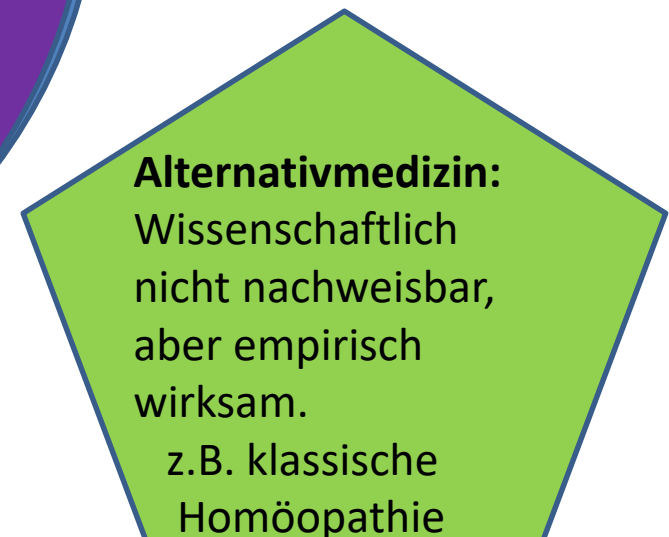 Alternativmedizin:
Wissenschaftlich
nicht nachweisbar,
aber empirisch
wirksam.
z.B. klassische
Homöopathie